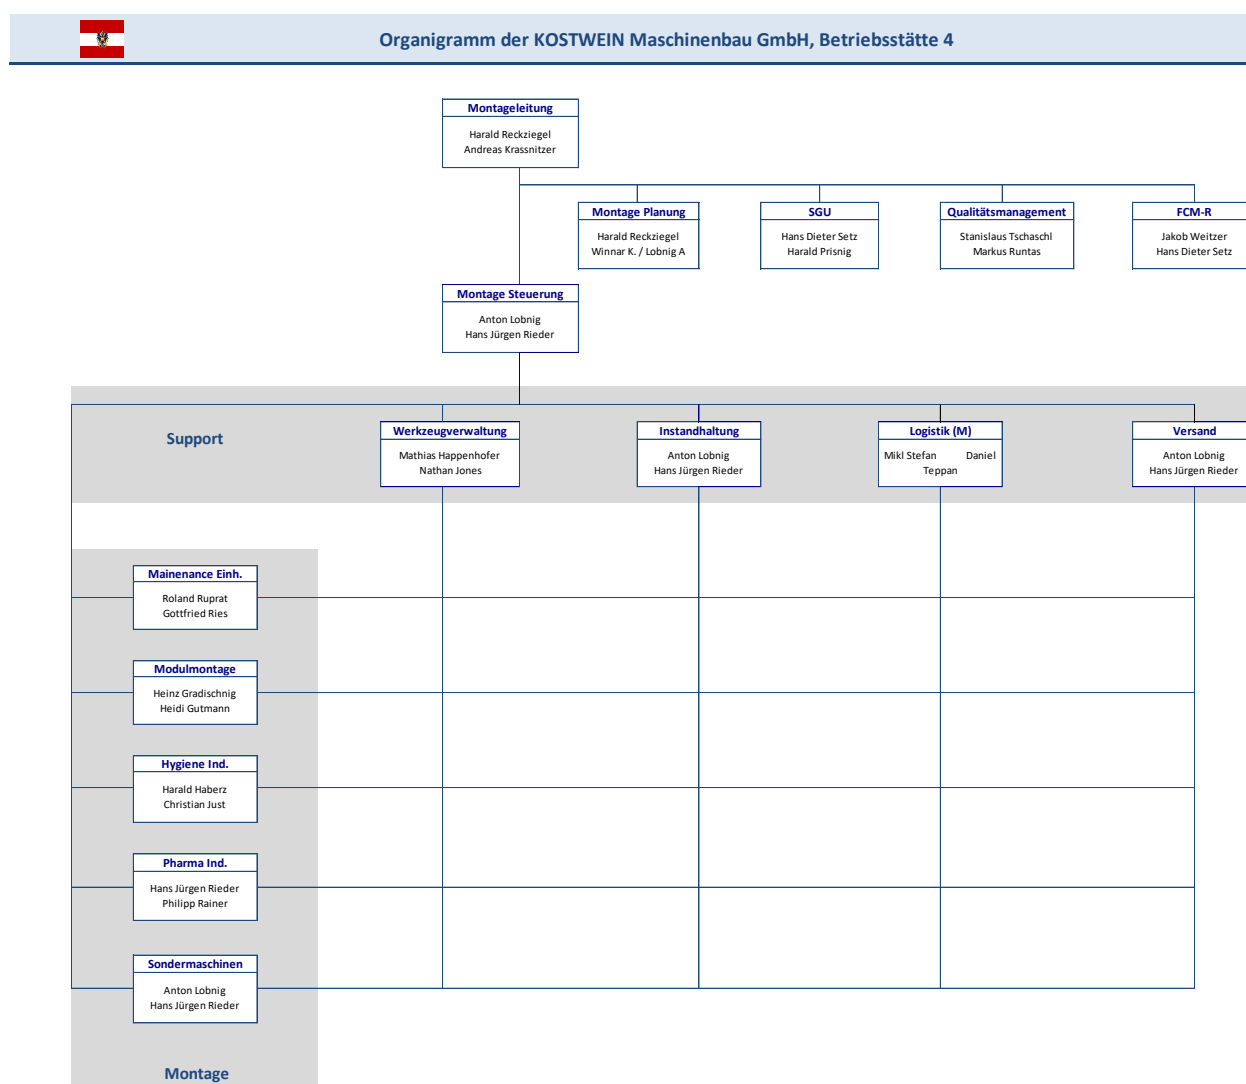 Organigramm der KOSTWEIN Maschinenbau GmbH, Betriebsstätte 4
Montageleitung
Harald Reckziegel
Andreas Krassnitzer
Montage Planung
Harald Reckziegel
Winnar K. / Lobnig A
SGU
Hans Dieter Setz
Harald Prisnig
Qualitätsmanagement
Stanislaus Tschaschl
Markus Runtas
FCM-R
Jakob Weitzer
Hans Dieter Setz
Montage Steuerung
Anton Lobnig
Hans Jürgen Rieder
Support
Werkzeugverwaltung
Mathias Happenhofer
Nathan Jones
Instandhaltung
Anton Lobnig
Hans Jürgen Rieder
Logistik (M)
Mikl Stefan Daniel
Teppan
Versand
Anton Lobnig
Hans Jürgen Rieder
Mainenance Einh.
Roland Ruprat
Gottfried Ries
Modulmontage
Heinz Gradischnig
Heidi Gutmann
Hygiene Ind.
Harald Haberz
Christian Just
Pharma Ind.
Hans Jürgen Rieder
Philipp Rainer
Sondermaschinen
Anton Lobnig
Hans Jürgen Rieder
Montage